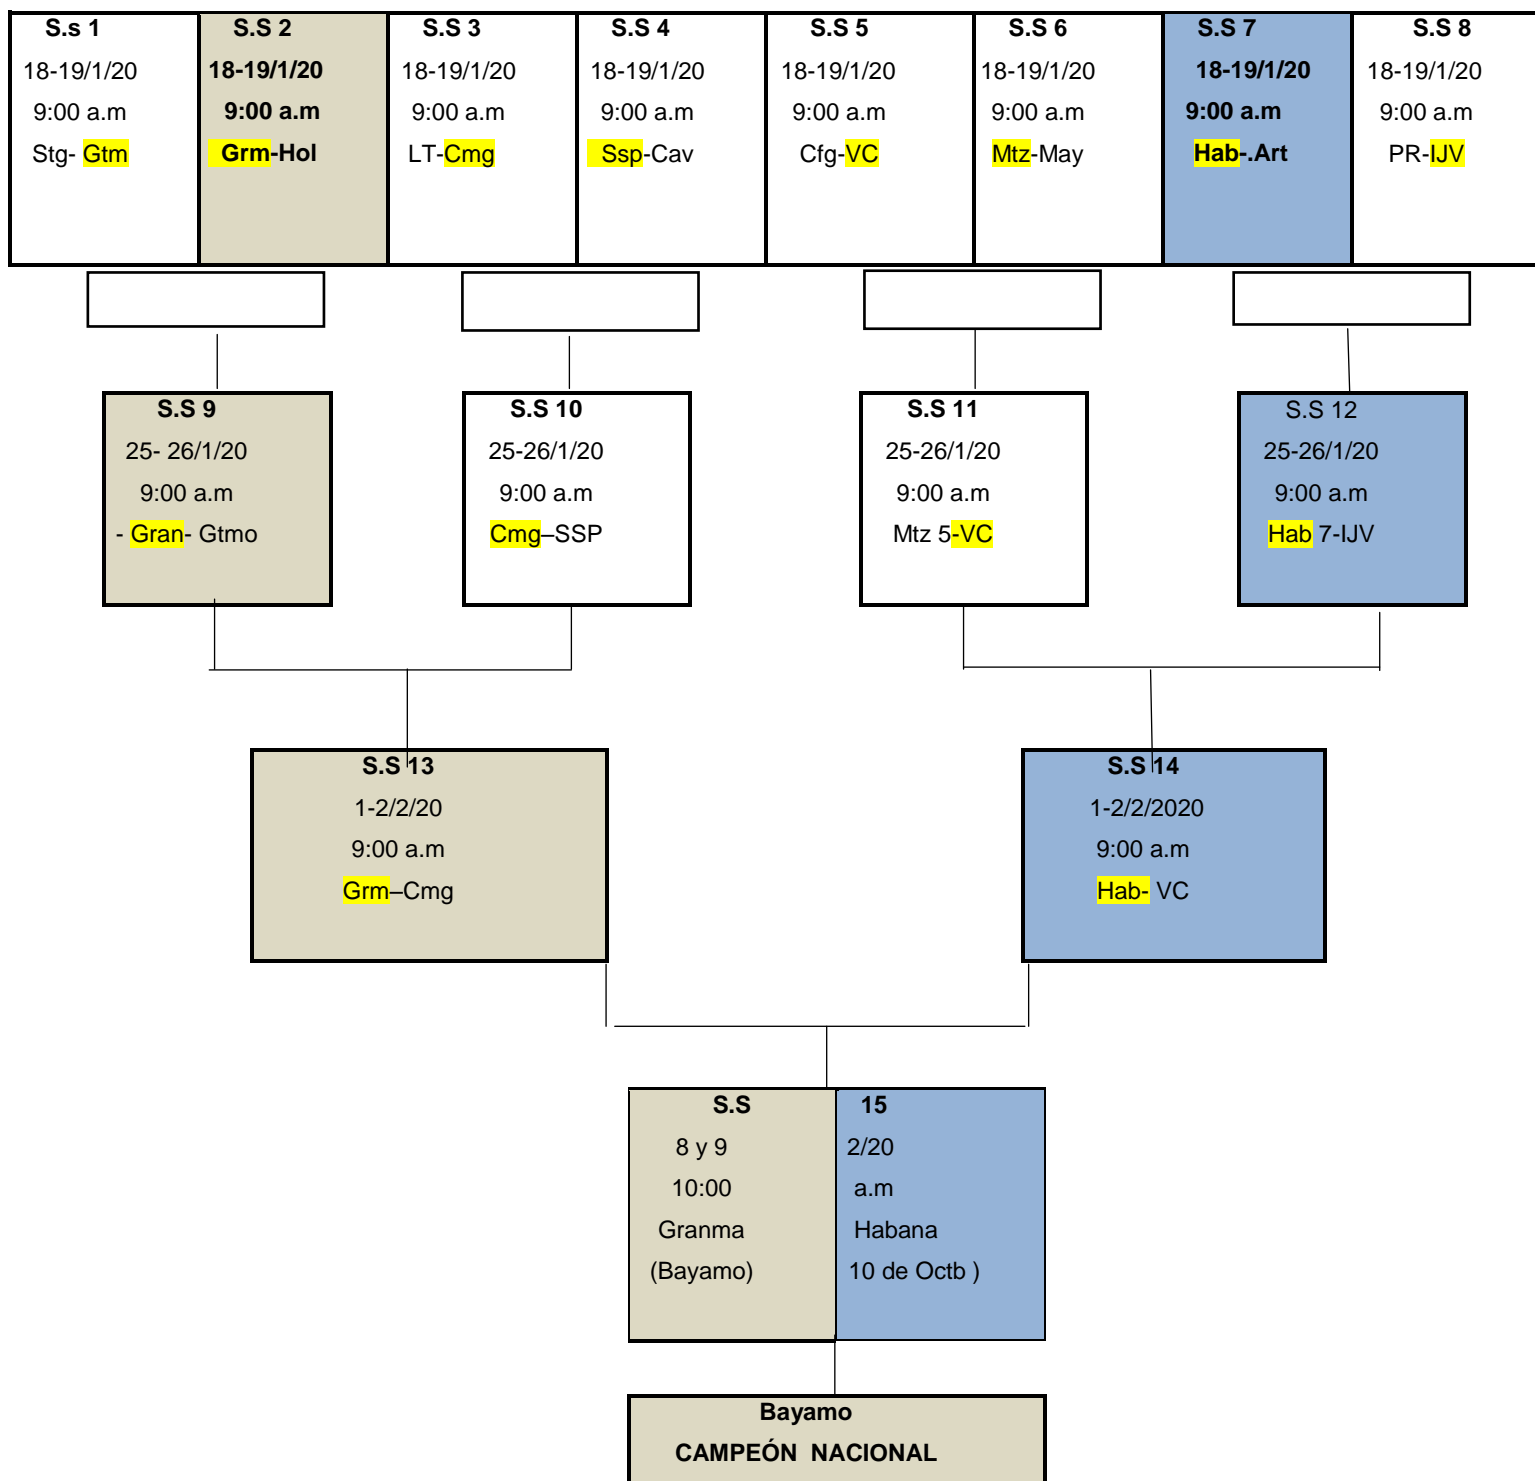 S.s 1
18-19/1/20
9:00 a.m
Stg- Gtm
S.S 2
18-19/1/20
9:00 a.m
Grm-Hol
S.S 3
18-19/1/20
9:00 a.m
LT-Cmg
S.S 4
18-19/1/20
9:00 a.m
Ssp-Cav
S.S 5
18-19/1/20
9:00 a.m
Cfg-VC
S.S 6
18-19/1/20
9:00 a.m
Mtz-May
S.S 7
18-19/1/20
9:00 a.m
Hab-.Art
S.S 8
18-19/1/20
9:00 a.m
PR-IJV
S.S 9
25- 26/1/20
9:00 a.m
- Gran- Gtmo
S.S 10
25-26/1/20
9:00 a.m
Cmg–SSP
S.S 11
25-26/1/20
9:00 a.m
Mtz 5-VC
S.S 12
25-26/1/20
9:00 a.m
Hab 7-IJV
S.S 13
1-2/2/20
9:00 a.m
Grm–Cmg
S.S 14
1-2/2/2020
9:00 a.m
Hab- VC
S.S 15
8 y 9 2/20
10:00 a.m
Granma Habana
(Bayamo) 10 de Octb )
Bayamo
CAMPEÓN NACIONAL